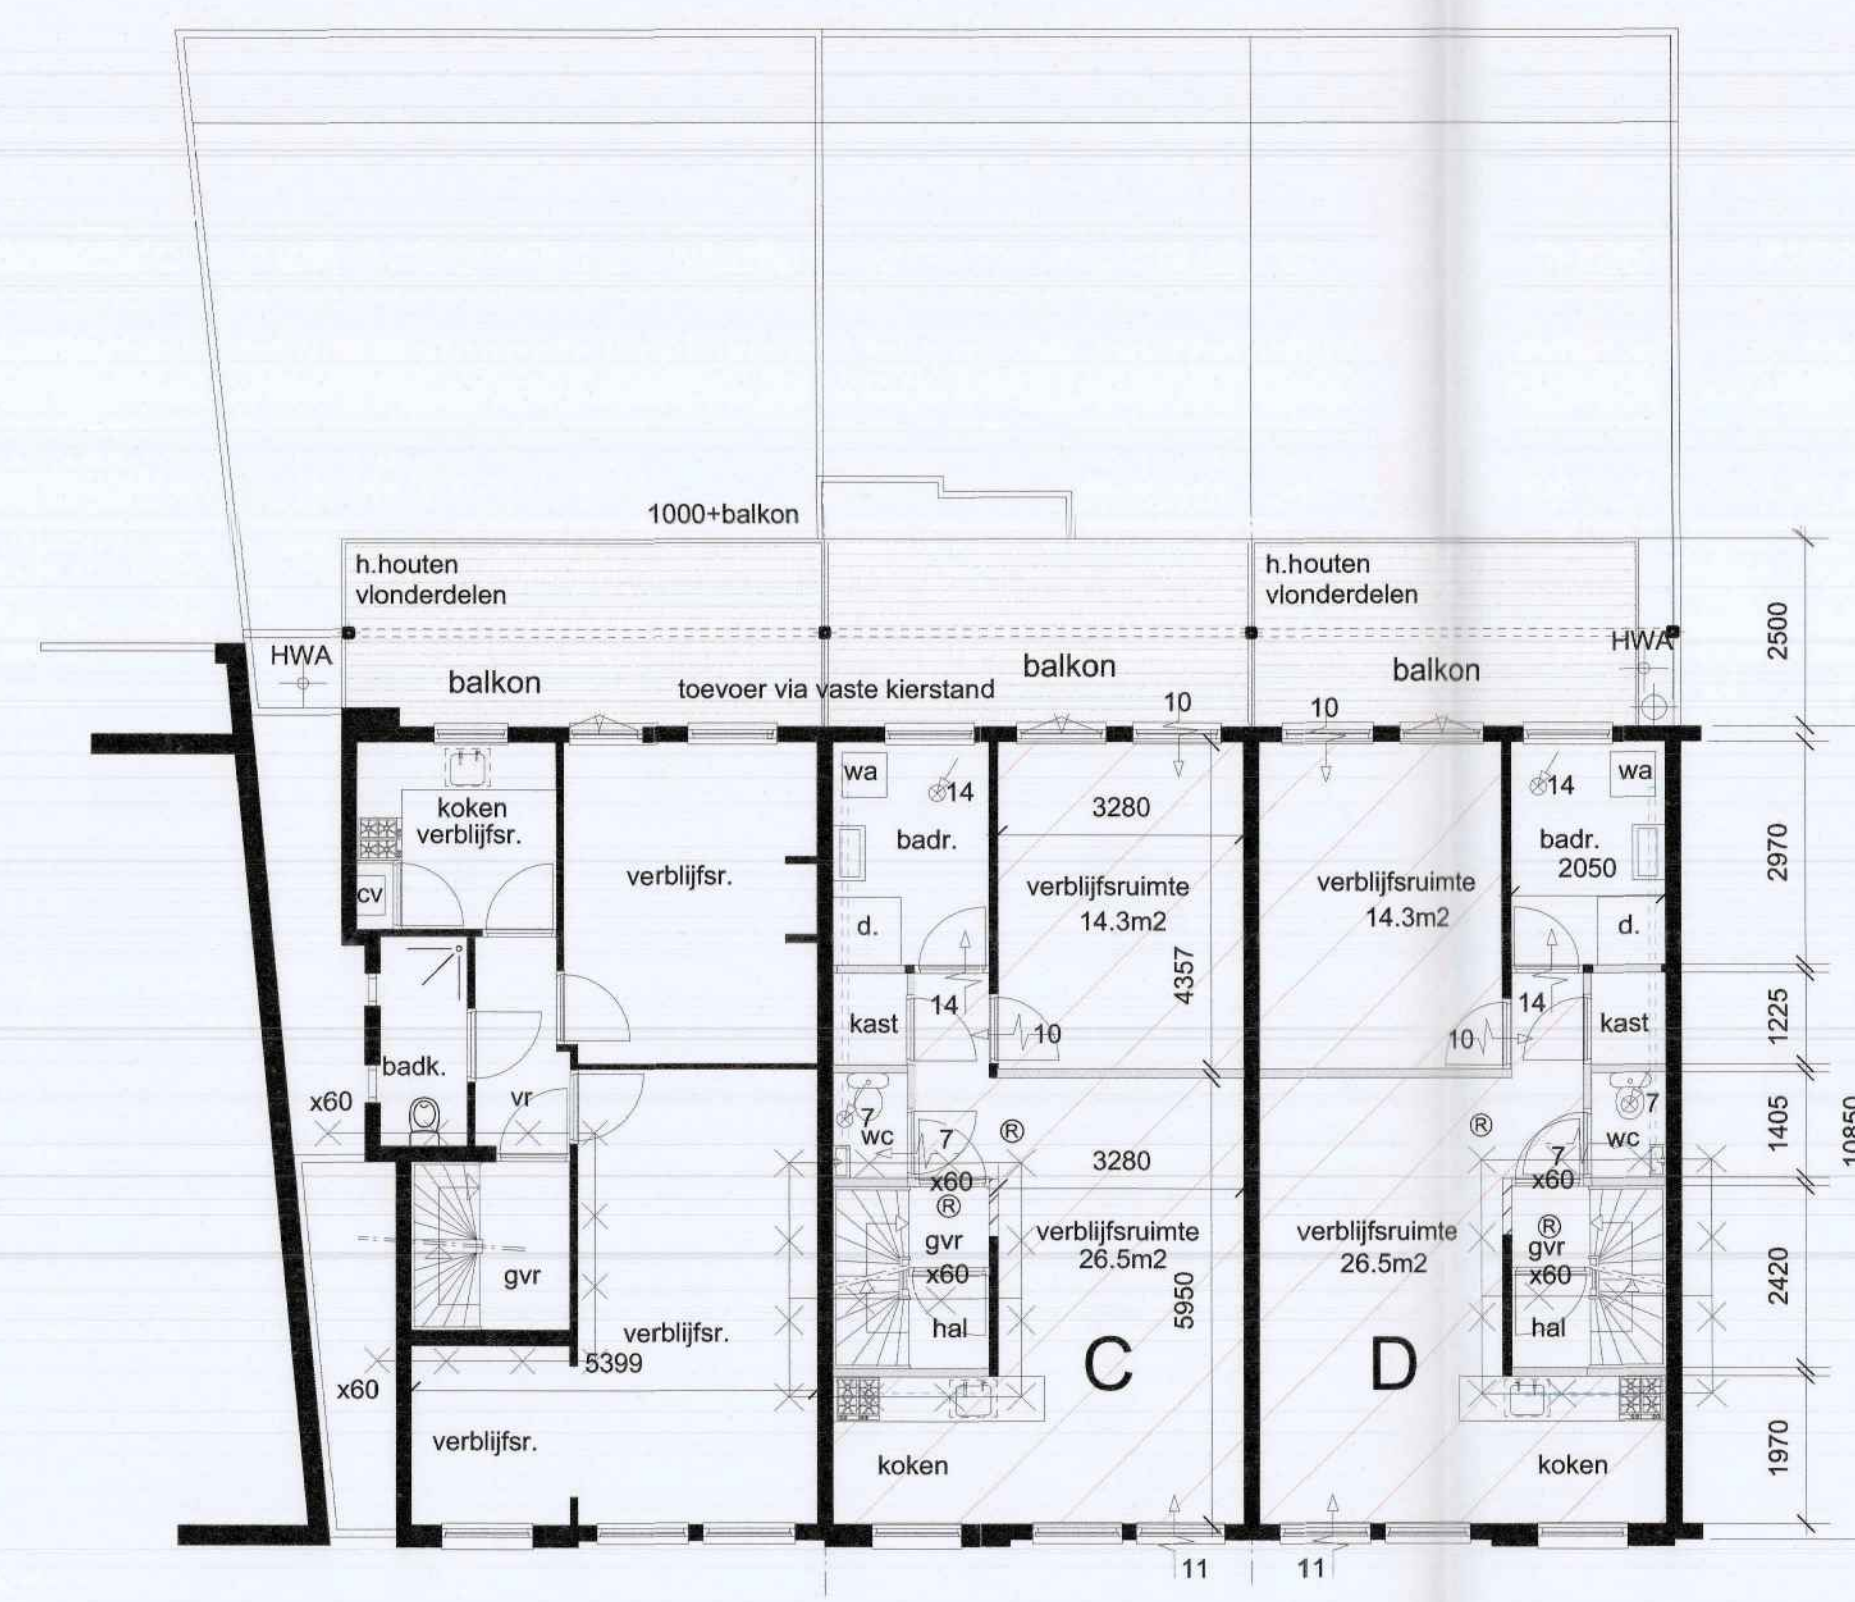 1000+balkon
h.houten
vlonderdelen
h.houten
vlonderdelen
2500
HWA
HWA
balkon
balkon
balkon
toevoer via vaste kierstand
10
10
koken
verblijfsr.
cv
verblijfsr.
wa
14
badr.
d.
3280
verblijfsruimte
14.3m2
4357
verblijfsruimte
14.3m2
14
wa
badr.
2050
d.
2970
kast
14
10
10
14
kast
1225
badk.
x60
vr
7
wc
7
®
®
7
wc
7
1405
10850
x60
®
gvr
x60
hal
3280
verblijfsruimte
26.5m2
5950
verblijfsruimte
26.5m2
x60
®
gvr
x60
hal
2420
gvr
verblijfsr.
5399
x60
C
D
verblijfsr.
koken
koken
1970
11
11